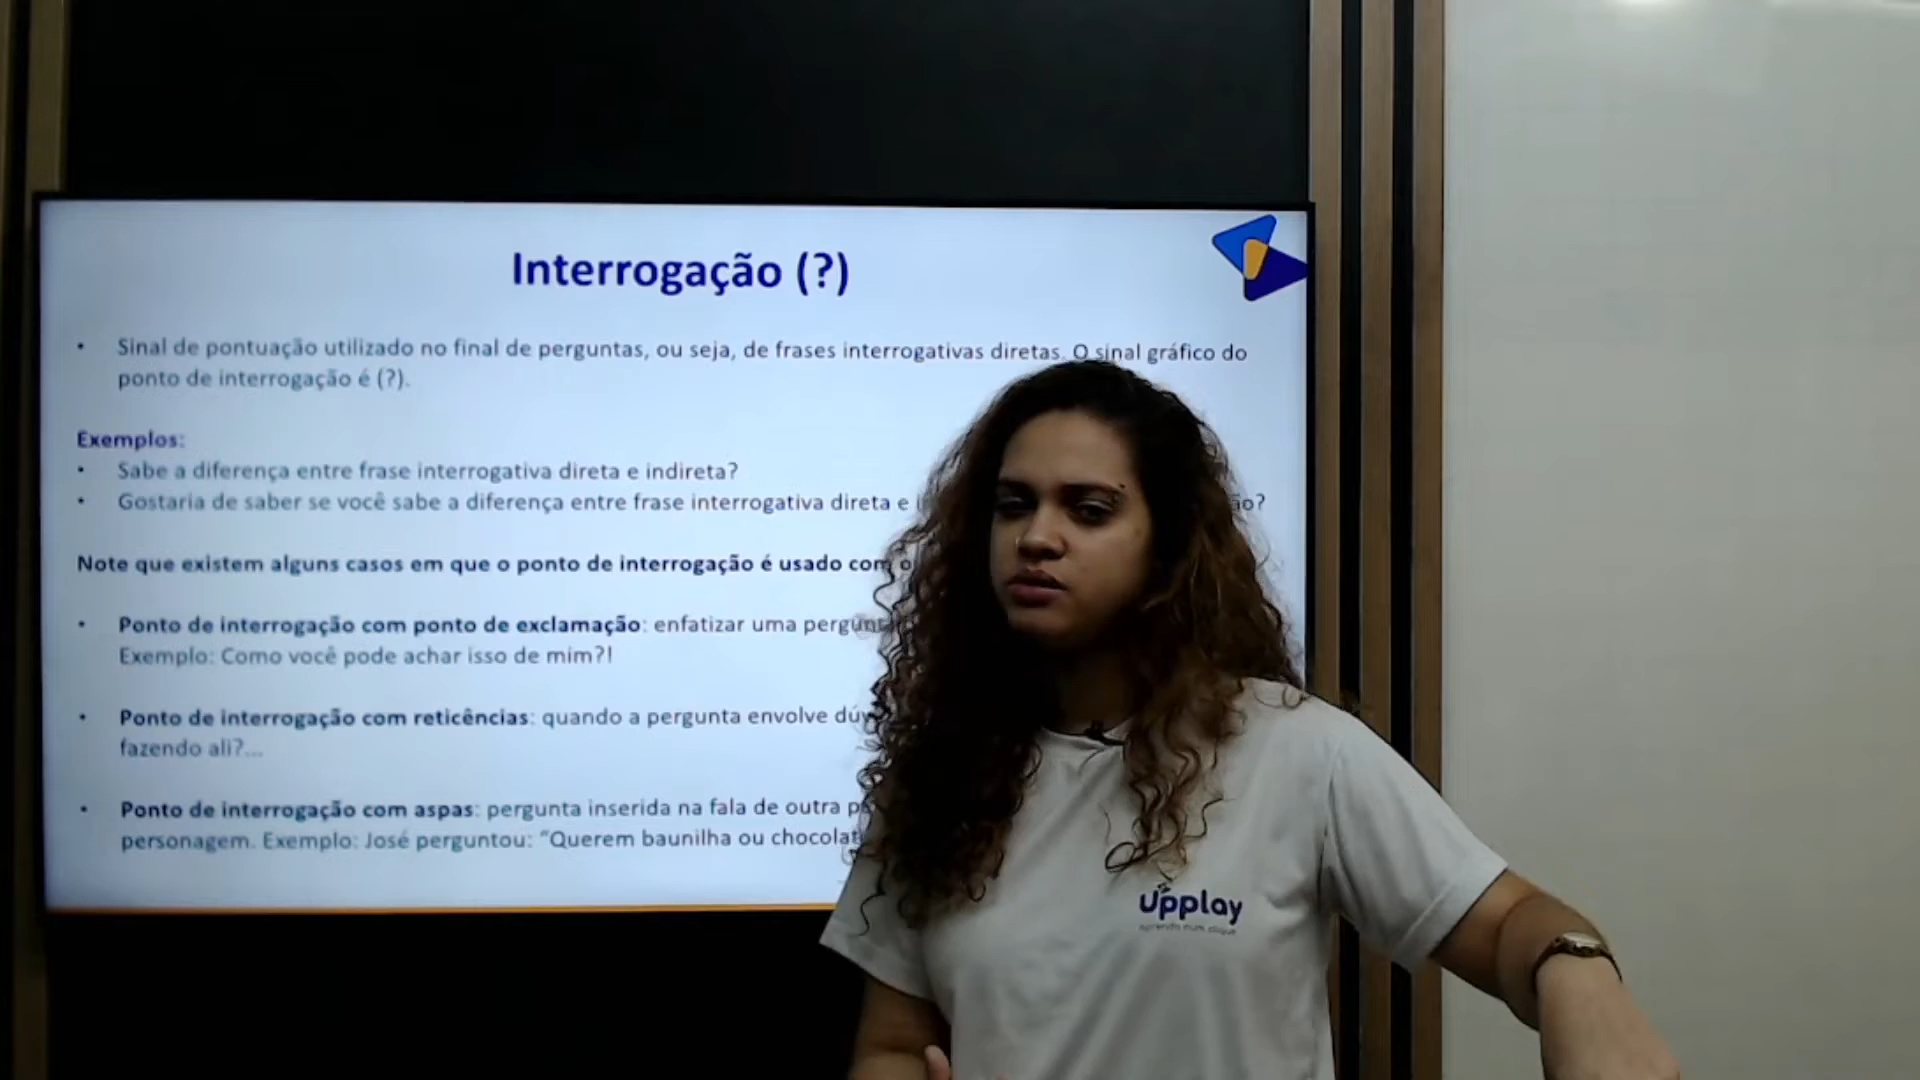 Interrogação (?)
• Sinal de pontuação utilizado no final de perguntas, ou seja, de frases interrogativas diretas. O sinal gráfico do
ponto de interrogação é (?).
Exemplos:
• Sabe a diferença entre frase interrogativa direta e indireta?
• Gostaria de saber se você sabe a diferença entre frase interrogativa direta e ão?
Note que existem alguns casos em que o ponto de interrogação é usado com o
• Ponto de interrogação com ponto de exclamação: enfatizar uma pergunt
Exemplo: Como você pode achar isso de mim?!
• Ponto de interrogação com reticências: quando a pergunta envolve dúv
fazendo ali?...
• Ponto de interrogação com aspas: pergunta inserida na fala de outra p
personagem. Exemplo: José perguntou: “Querem baunilha ou chocolat
Upplay